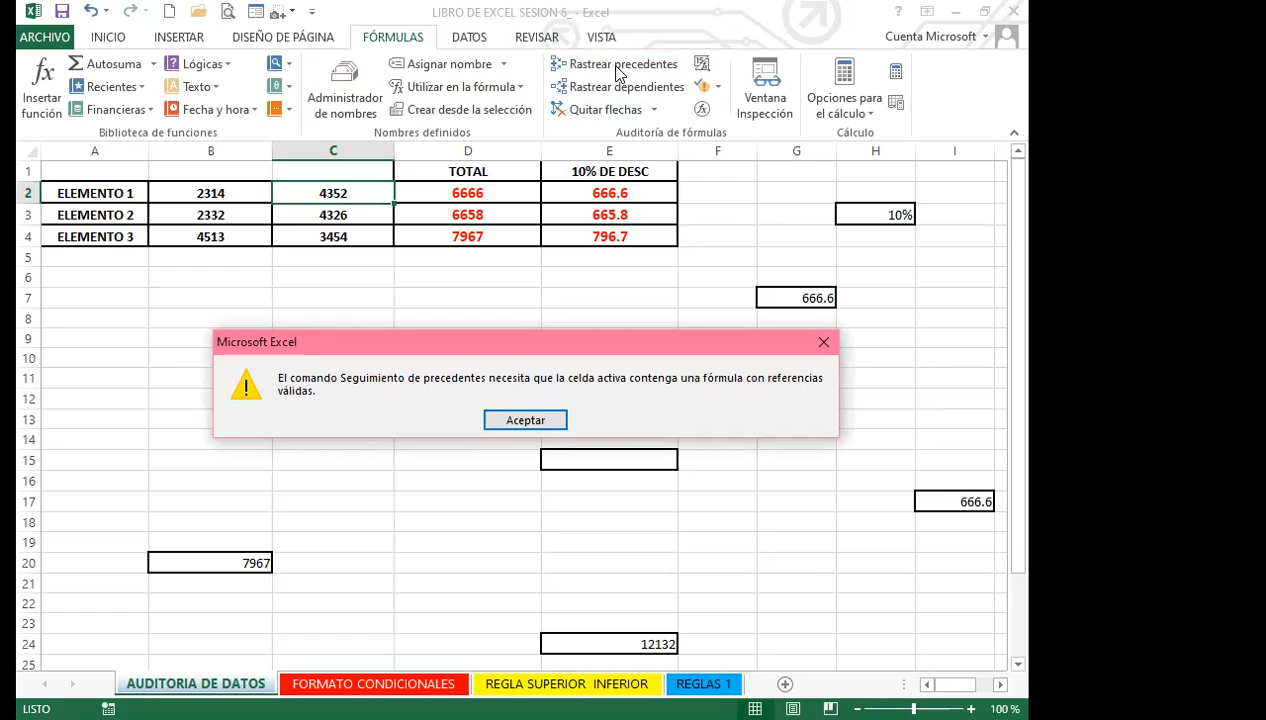 LIBRO DE EXCEL SESION 6_ - Excel
ARCHIVO INICIO INSERTAR DISEÑO DE PÁGINA FÓRMULAS DATOS REVISAR VISTA Cuenta Microsoft
Insertar función
Autosuma
Recientes
Financieras
Lógicas
Texto
Fecha y hora
Biblioteca de funciones
Administrador de nombres
Asignar nombre
Utilizar en la fórmula
Crear desde la selección
Nombres definidos
Rastrear precedentes
Rastrear dependientes
Quitar flechas
Auditoría de fórmulas
Ventana Inspección
Opciones para el cálculo
Cálculo
A B C D E F G H I
1 TOTAL 10% DE DESC
2 ELEMENTO 1 2314 4352 6666 666.6
3 ELEMENTO 2 2332 4326 6658 665.8 10%
4 ELEMENTO 3 4513 3454 7967 796.7
5
6
7 666.6
8
9
10
11
12
13
14
15
16
17 666.6
18
19
20 7967
21
22
23
24 12132
25
Microsoft Excel
El comando Seguimiento de precedentes necesita que la celda activa contenga una fórmula con referencias
válidas.
Aceptar
AUDITORIA DE DATOS FORMATO CONDICIONALES REGLA SUPERIOR INFERIOR REGLAS 1
LISTO 100 %